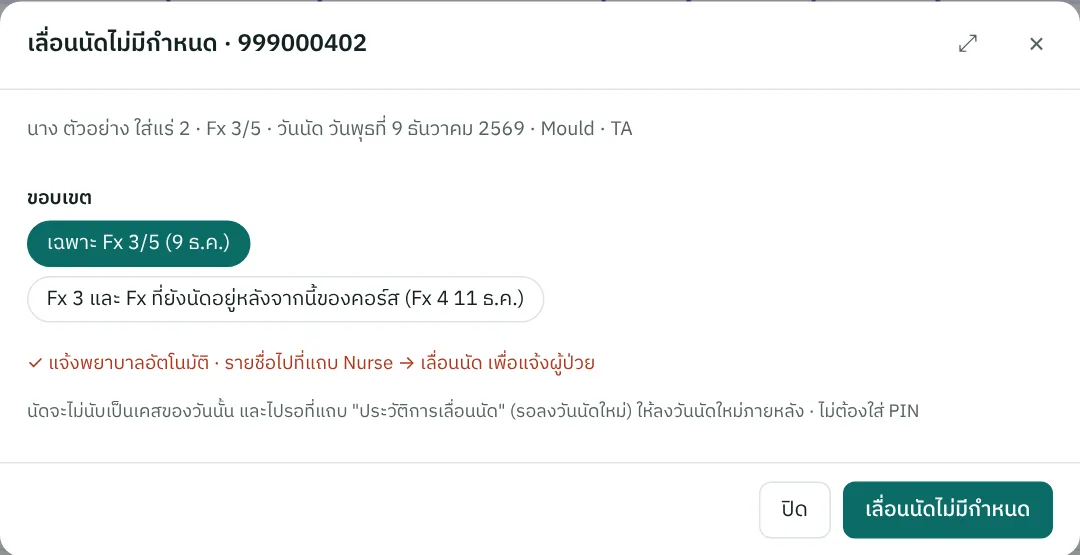 เลื่อนนัดไม่มีกำหนด · 999000402
นาง ตัวอย่าง ใส่แร่ 2 · Fx 3/5 · วันนัด วันพุธที่ 9 ธันวาคม 2569 · Mould · TA
ขอบเขต
เฉพาะ Fx 3/5 (9 ธ.ค.)
Fx 3 และ Fx ที่ยังนัดอยู่หลังจากนี้ของคอร์ส (Fx 4 11 ธ.ค.)
✓ แจ้งพยาบาลอัตโนมัติ · รายชื่อไปที่แถบ Nurse → เลื่อนนัด เพื่อแจ้งผู้ป่วย
นัดจะไม่นับเป็นเคสของวันนั้น และไปรอที่แถบ "ประวัติการเลื่อนนัด" (รอลงวันนัดใหม่) ให้ลงวันนัดใหม่ภายหลัง · ไม่ต้องใส่ PIN
ปิด
เลื่อนนัดไม่มีกำหนด